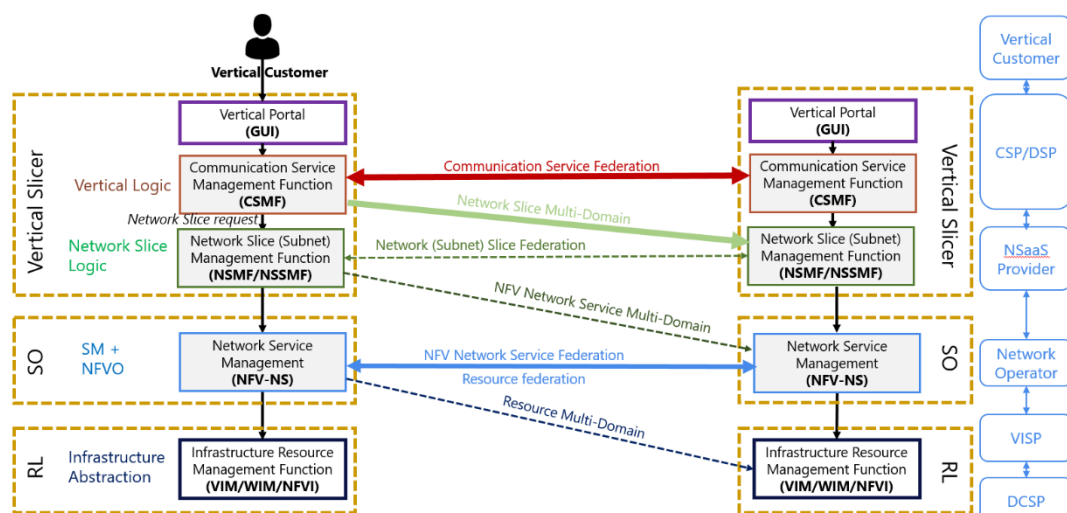 Vertical Customer
Vertical Slicer
Vertical Portal
(GUI)
Vertical Logic
Communication Service
Management Function
(CSMF)
Network Slice request
Network Slice
Logic
Network Slice (Subnet)
Management Function
(NSMF/NSSMF)
SO
SM +
NFVO
Network Service
Management
(NFV-NS)
RL
Infrastructure
Abstraction
Infrastructure Resource
Management Function
(VIM/WIM/NFVI)
Communication Service Federation
Network Slice Multi-Domain
Network (Subnet) Slice Federation
NFV Network Service Multi-Domain
NFV Network Service Federation
Resource federation
Resource Multi-Domain
Vertical Portal
(GUI)
Communication Service
Management Function
(CSMF)
Network Slice (Subnet)
Management Function
(NSMF/NSSMF)
Vertical Slicer
Network Service
Management
(NFV-NS)
SO
Infrastructure Resource
Management Function
(VIM/WIM/NFVI)
RL
Vertical
Customer
CSP/DSP
NSaaS
Provider
Network
Operator
VISP
DCSP